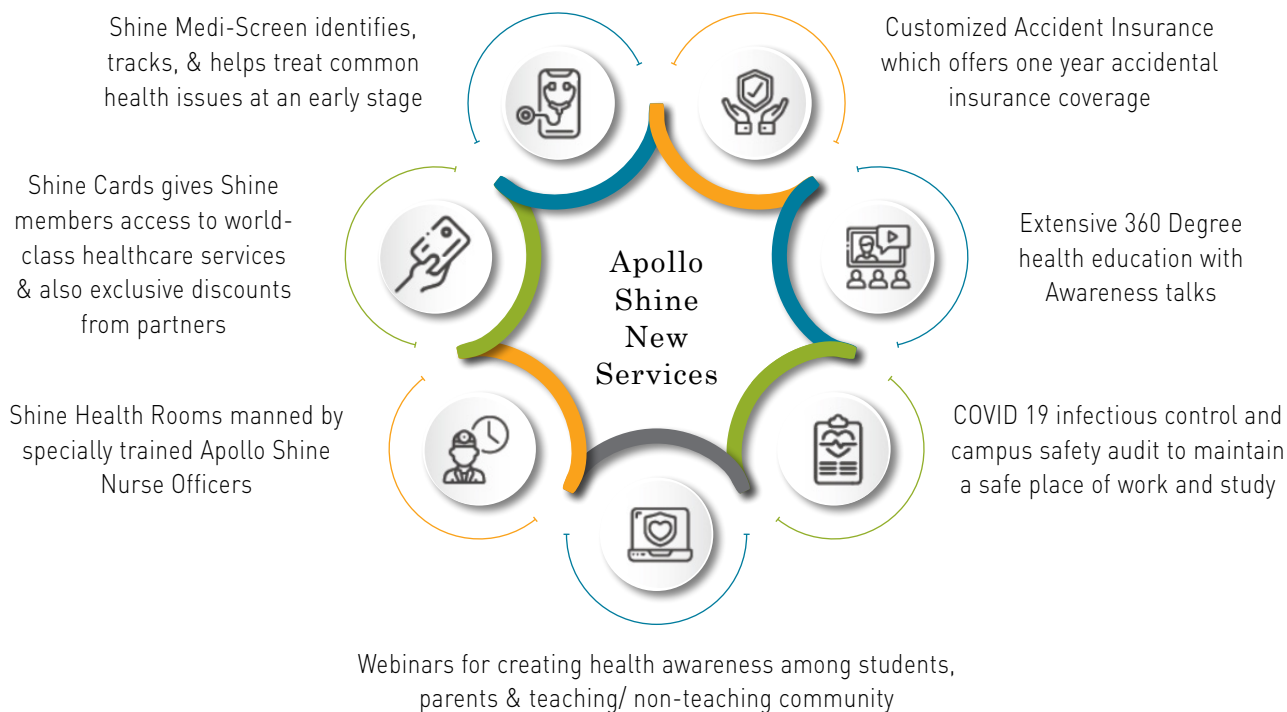 Shine Medi-Screen identifies,
tracks, & helps treat common
health issues at an early stage
Customized Accident Insurance
which offers one year accidental
insurance coverage
Shine Cards gives Shine
members access to world-
class healthcare services
& also exclusive discounts
from partners
Apollo
Shine
New
Services
Extensive 360 Degree
health education with
Awareness talks
Shine Health Rooms manned by
specially trained Apollo Shine
Nurse Officers
COVID 19 infectious control and
campus safety audit to maintain
a safe place of work and study
Webinars for creating health awareness among students,
parents & teaching/ non-teaching community